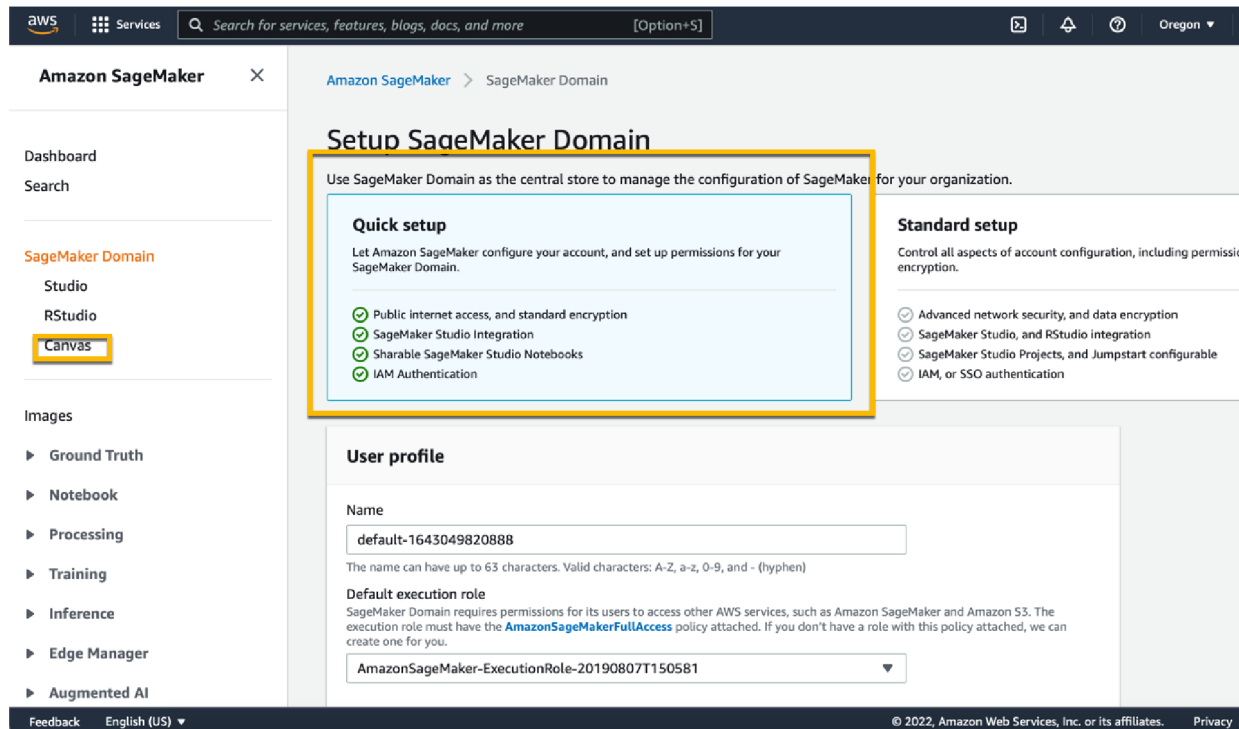 aws
Services
Search for services, features, blogs, docs, and more
[Option+S]
Oregon ▼
Amazon SageMaker
Amazon SageMaker > SageMaker Domain
Dashboard
Search
SageMaker Domain
Studio
RStudio
Canvas
Images
Ground Truth
Notebook
Processing
Training
Inference
Edge Manager
Augmented AI
Setup SageMaker Domain
Use SageMaker Domain as the central store to manage the configuration of SageMaker for your organization.
Quick setup
Let Amazon SageMaker configure your account, and set up permissions for your
SageMaker Domain.
Public internet access, and standard encryption
SageMaker Studio Integration
Sharable SageMaker Studio Notebooks
IAM Authentication
Standard setup
Control all aspects of account configuration, including
encryption.
Advanced network security, and data encryption
SageMaker Studio, and RStudio integration
SageMaker Studio Projects, and Jumpstart configurable
IAM, or SSO authentication
User profile
Name
default-1643049820888
The name can have up to 63 characters. Valid characters: A-Z, a-z, 0-9, and - (hyphen)
Default execution role
SageMaker Domain requires permissions for its users to access other AWS services, such as Amazon SageMaker and Amazon S3. The
execution role must have the AmazonSageMakerFullAccess policy attached. If you don't have a role with this policy attached, we can
create one for you.
AmazonSageMaker-ExecutionRole-20190807T150581
Feedback
English (US) ▼
© 2022, Amazon Web Services, Inc. or its affiliates.
Privacy